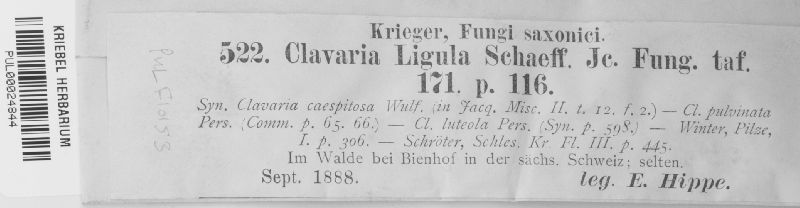 KRIEBEL HERBARIUM
PUL00024844
PUL F10153
Krieger, Fungi saxonici.
522. Clavaria Ligula Schaeff. Jc. Fung. taf.
171. p. 116.
Syn. Clavaria caespitosa Wulf. (in Jacq. Misc. II. t. 12. f. 2.) — Cl. pulvinata
Pers. (Comm. p. 65. 66.) — Cl. luteola Pers. (Syn. p. 598.) — Winter, Pilze,
I. p. 306. — Schröter, Schles. Kr. Fl. III. p. 445.
Im Walde bei Bienhof in der sächs. Schweiz; selten.
Sept. 1888. leg. E. Hippe.